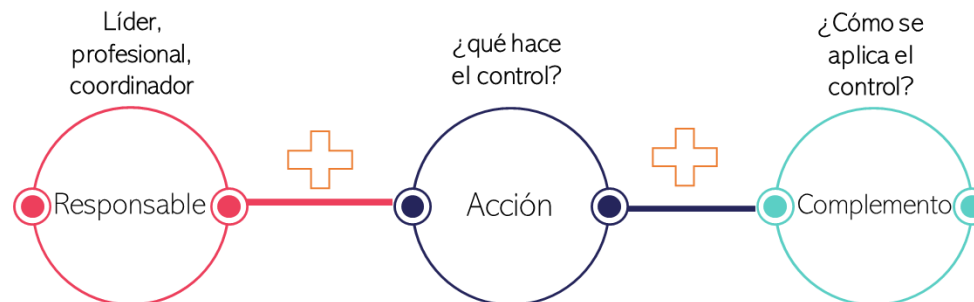 Líder,
profesional,
coordinador
¿qué hace
el control?
¿Cómo se
aplica el
control?
Responsable
Acción
Complemento